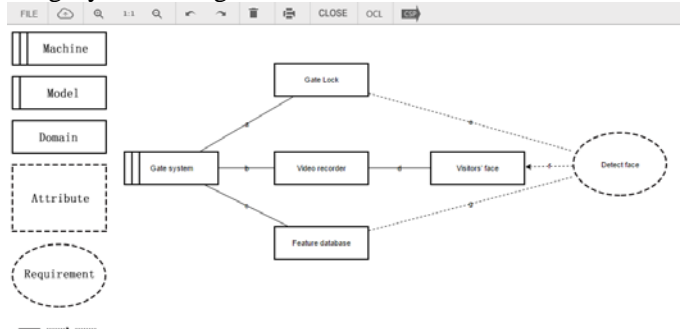 FILE 1:1 CLOSE OCL CSP
Machine
Model
Domain
Attribute
Requirement
Gate Lock
a
e
Gate system
b
Video recorder
d
Visitors' face
f
Detect face
c
g
Feature database